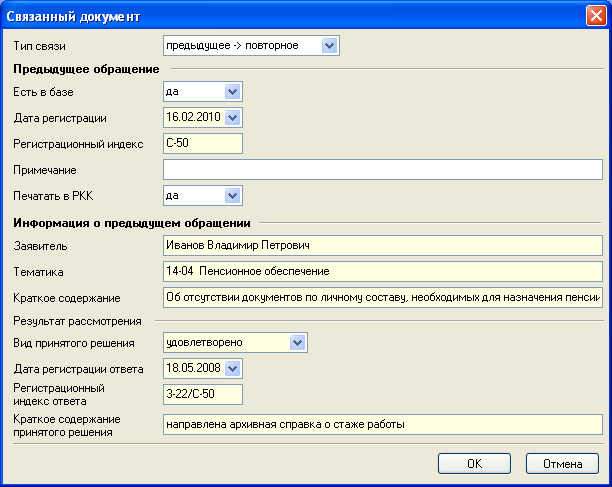 Связанный документ
Тип связи предыдущее -> повторное
Предыдущее обращение
Есть в базе да
Дата регистрации 16.02.2010
Регистрационный индекс С-50
Примечание
Печатать в РКК да
Информация о предыдущем обращении
Заявитель Иванов Владимир Петрович
Тематика 14-04 Пенсионное обеспечение
Краткое содержание Об отсутствии документов по личному составу, необходимых для назначения пенси
Результат рассмотрения
Вид принятого решения удовлетворено
Дата регистрации ответа 18.05.2008
Регистрационный
индекс ответа 3-22/С-50
Краткое содержание
принятого решения направлена архивная справка о стаже работы
OK Отмена